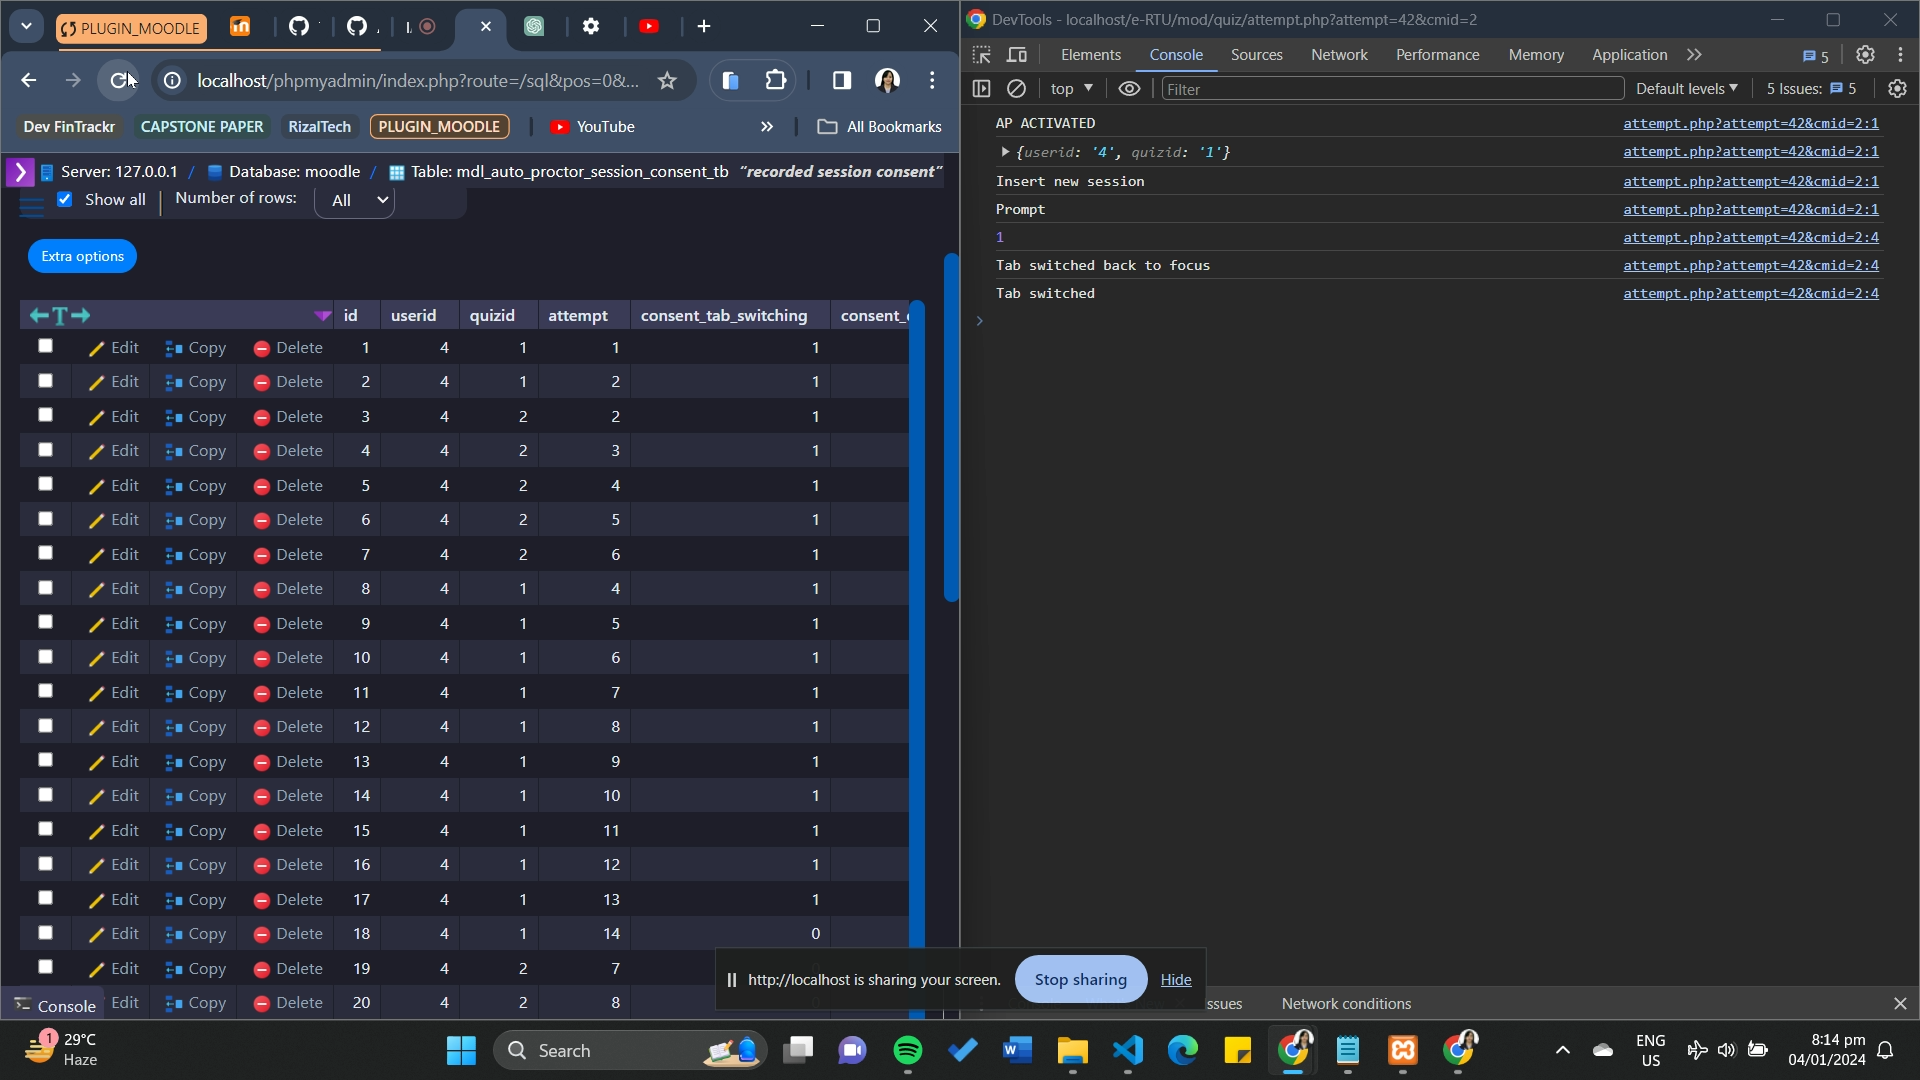 PLUGIN_MOODLE
localhost/phpmyadmin/index.php?route=/sql&pos=0&...
Dev FinTrackr
CAPSTONE PAPER
RizalTech
PLUGIN_MOODLE
YouTube
»
All Bookmarks
Server: 127.0.0.1 / Database: moodle / Table: mdl_auto_proctor_session_consent_tb "recorded session consent"
Show all
Number of rows:
All
Extra options
←T→ id userid quizid attempt consent_tab_switching
Edit Copy Delete 1 4 1 1 1
Edit Copy Delete 2 4 1 2 1
Edit Copy Delete 3 4 2 2 1
Edit Copy Delete 4 4 2 3 1
Edit Copy Delete 5 4 2 4 1
Edit Copy Delete 6 4 2 5 1
Edit Copy Delete 7 4 2 6 1
Edit Copy Delete 8 4 1 4 1
Edit Copy Delete 9 4 1 5 1
Edit Copy Delete 10 4 1 6 1
Edit Copy Delete 11 4 1 7 1
Edit Copy Delete 12 4 1 8 1
Edit Copy Delete 13 4 1 9 1
Edit Copy Delete 14 4 1 10 1
Edit Copy Delete 15 4 1 11 1
Edit Copy Delete 16 4 1 12 1
Edit Copy Delete 17 4 1 13 1
Edit Copy Delete 18 4 1 14 0
Edit Copy Delete 19 4 2 7
Edit Copy Delete 20 4 2 8
Console
DevTools - localhost/e-RTU/mod/quiz/attempt.php?attempt=42&cmid=2
Elements Console Sources Network Performance Memory Application » 5
top Filter Default levels 5 Issues: 5
AP ACTIVATED attempt.php?attempt=42&cmid=2:1
{userid: '4', quizid: '1'} attempt.php?attempt=42&cmid=2:1
Insert new session attempt.php?attempt=42&cmid=2:1
Prompt attempt.php?attempt=42&cmid=2:1
1 attempt.php?attempt=42&cmid=2:4
Tab switched back to focus attempt.php?attempt=42&cmid=2:4
Tab switched attempt.php?attempt=42&cmid=2:4
http://localhost is sharing your screen.
Stop sharing
Hide
ssues
Network conditions
1
29°C
Haze
Search
ENG
US
8:14 pm
04/01/2024